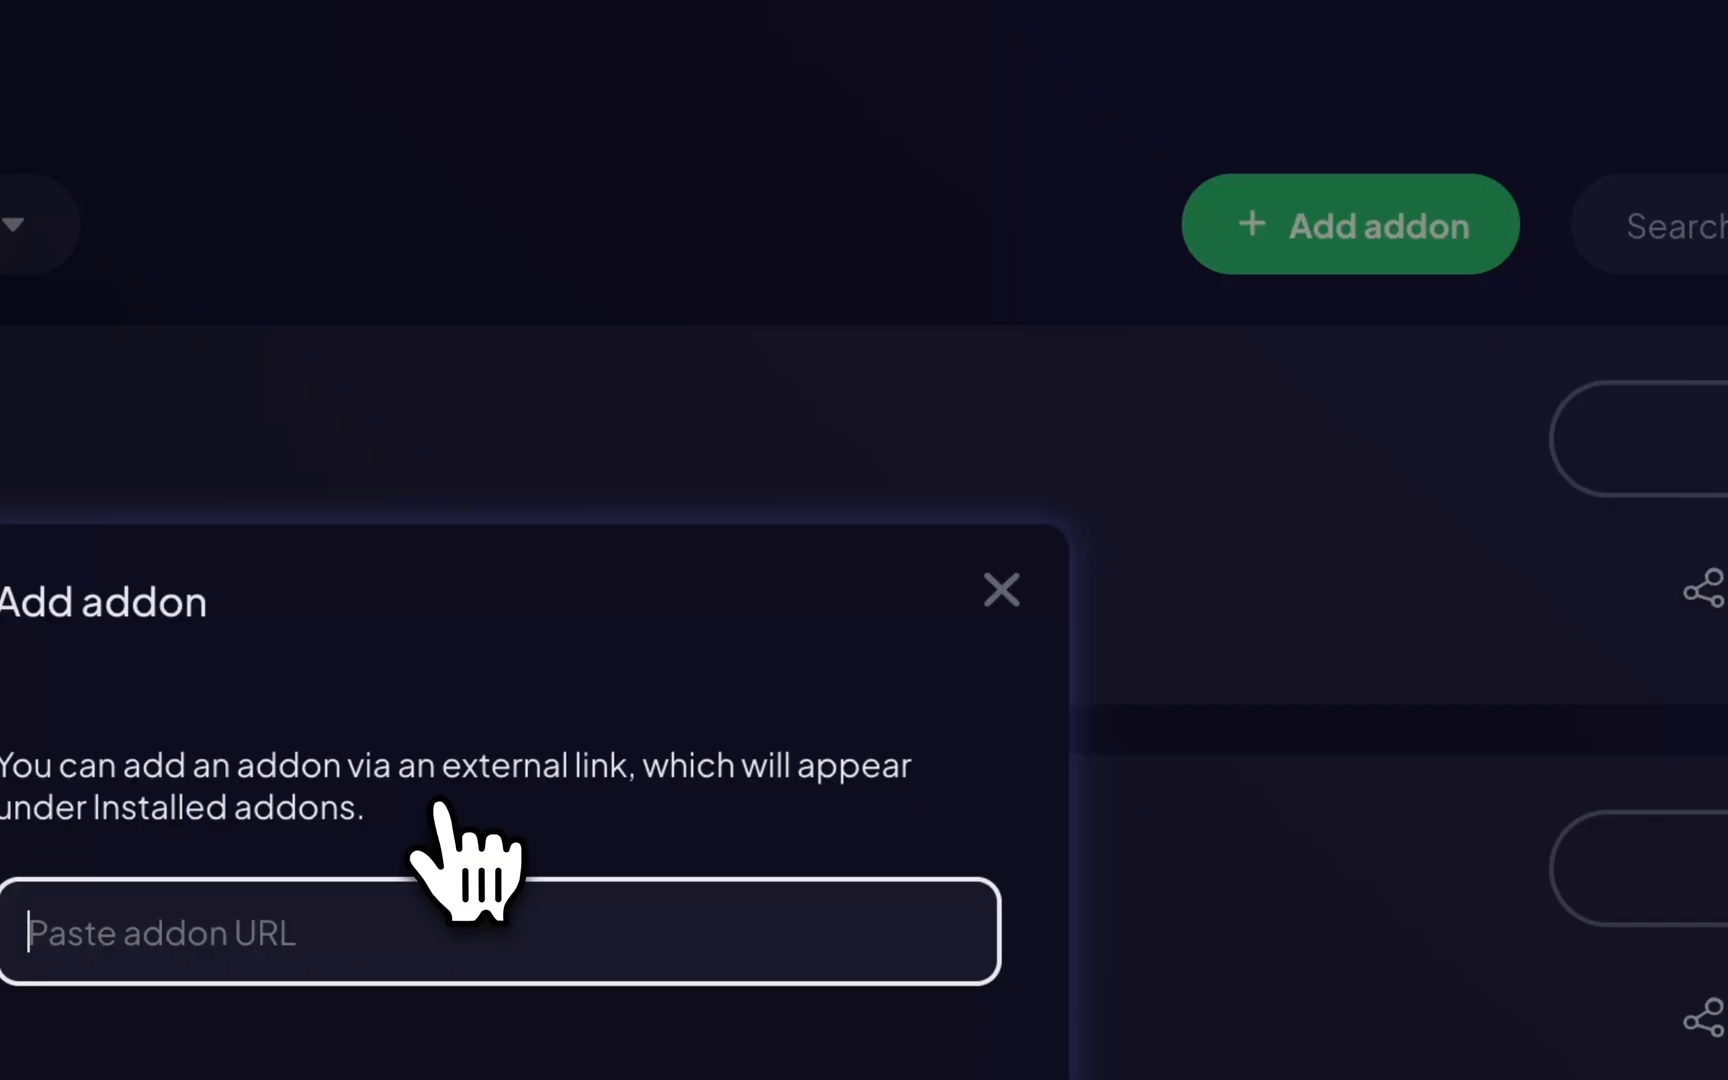 + Add addon
Search
Add addon
You can add an addon via an external link, which will appear
under Installed addons.
Paste addon URL